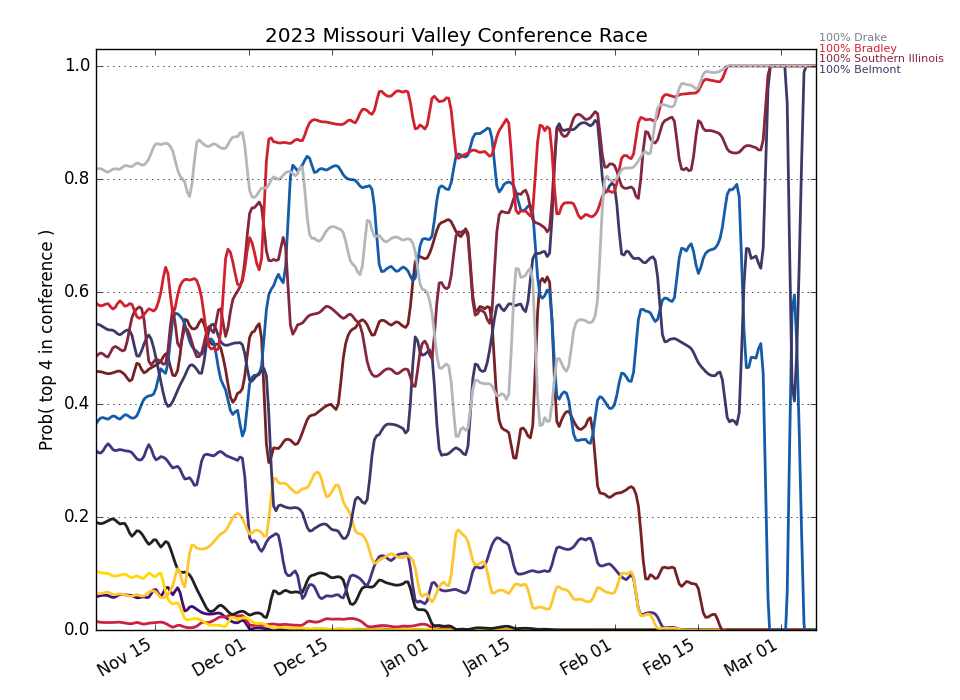 2023 Missouri Valley Conference Race
100% Drake
100% Bradley
100% Southern Illinois
100% Belmont
Prob( top 4 in conference )
1.0
0.8
0.6
0.4
0.2
0.0
Nov 15
Dec 01
Dec 15
Jan 01
Jan 15
Feb 01
Feb 15
Mar 01